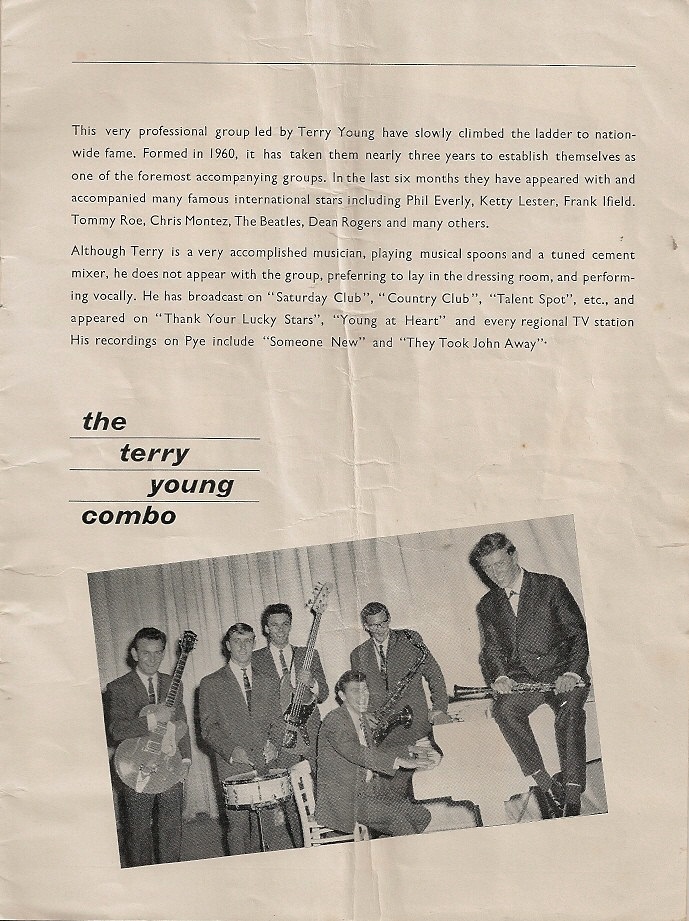 This very professional group led by Terry Young have slowly climbed the ladder to nation-
wide fame. Formed in 1960, it has taken them nearly three years to establish themselves as
one of the foremost accompanying groups. In the last six months they have appeared with and
accompanied many famous international stars including Phil Everly, Ketty Lester, Frank Ifield.
Tommy Roe, Chris Montez, The Beatles, Dean Rogers and many others.
Although Terry is a very accomplished musician, playing musical spoons and a tuned cement
mixer, he does not appear with the group, preferring to lay in the dressing room, and perform-
ing vocally. He has broadcast on “Saturday Club”, “Country Club”, “Talent Spot”, etc., and
appeared on “Thank Your Lucky Stars”, “Young at Heart” and every regional TV station
His recordings on Pye include “Someone New” and “They Took John Away”·
the
terry
young
combo